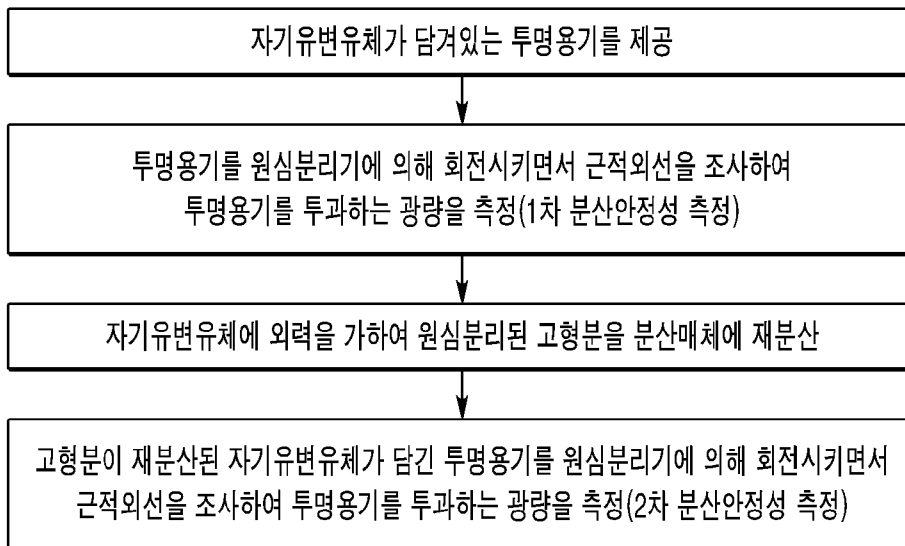 자기유변유체가 담겨있는 투명용기를 제공
투명용기를 원심분리기에 의해 회전시키면서 근적외선을 조사하여
투명용기를 투과하는 광량을 측정(1차 분산안정성 측정)
자기유변유체에 외력을 가하여 원심분리된 고형분을 분산매체에 재분산
고형분이 재분산된 자기유변유체가 담긴 투명용기를 원심분리기에 의해 회전시키면서
근적외선을 조사하여 투명용기를 투과하는 광량을 측정(2차 분산안정성 측정)